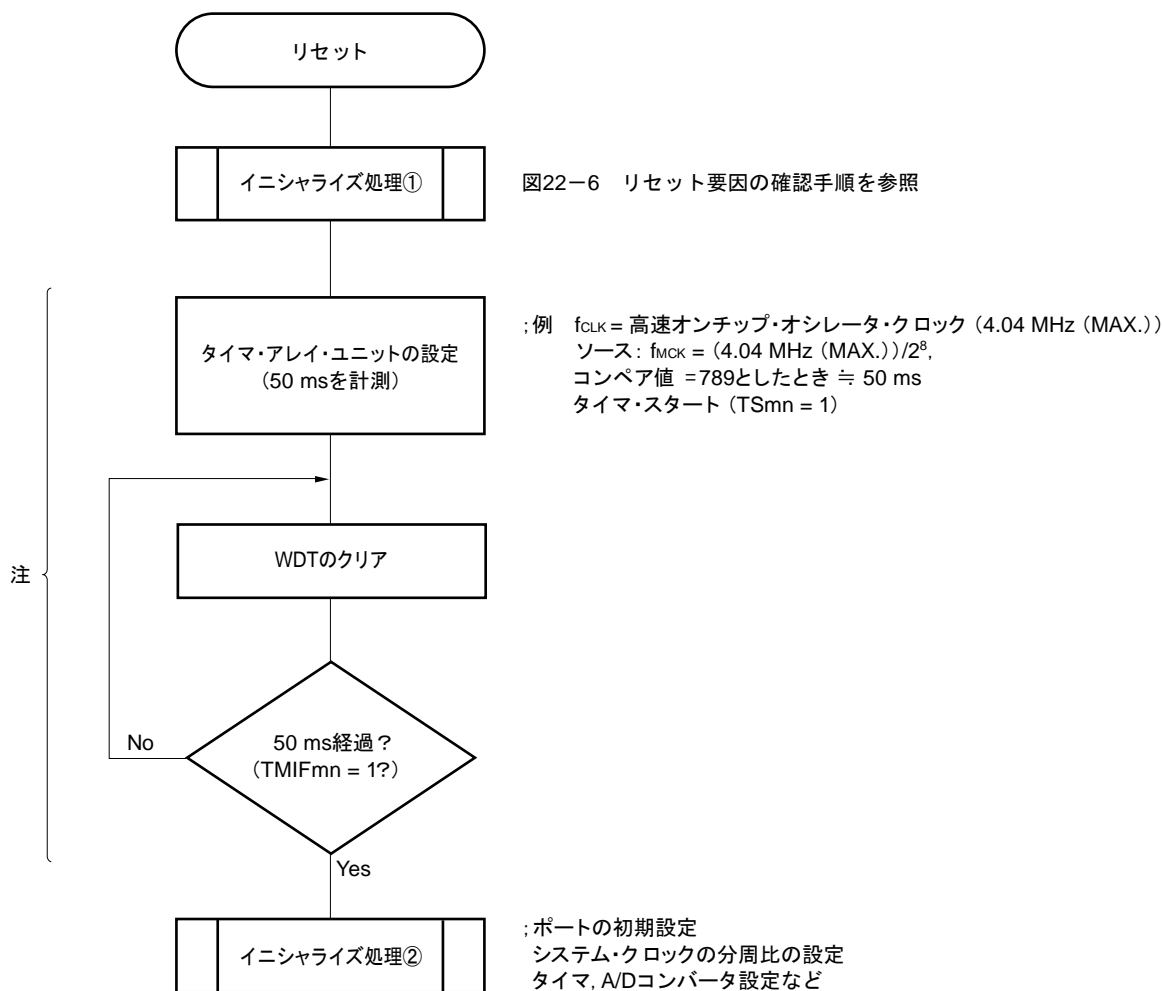 リセット
イニシャライズ処理①
図22－6　リセット要因の確認手順を参照
タイマ・アレイ・ユニットの設定
（50 msを計測）
;例　fCLK = 高速オンチップ・オシレータ・クロック（4.04 MHz（MAX.））
ソース：fMCK =（4.04 MHz（MAX.））/2⁸,
コンペア値 =789としたとき ≒ 50 ms
タイマ・スタート（TSmn = 1）
WDTのクリア
注
50 ms経過？
（TMIFmn = 1?）
No
Yes
イニシャライズ処理②
;ポートの初期設定
システム・クロックの分周比の設定
タイマ, A/Dコンバータ設定など